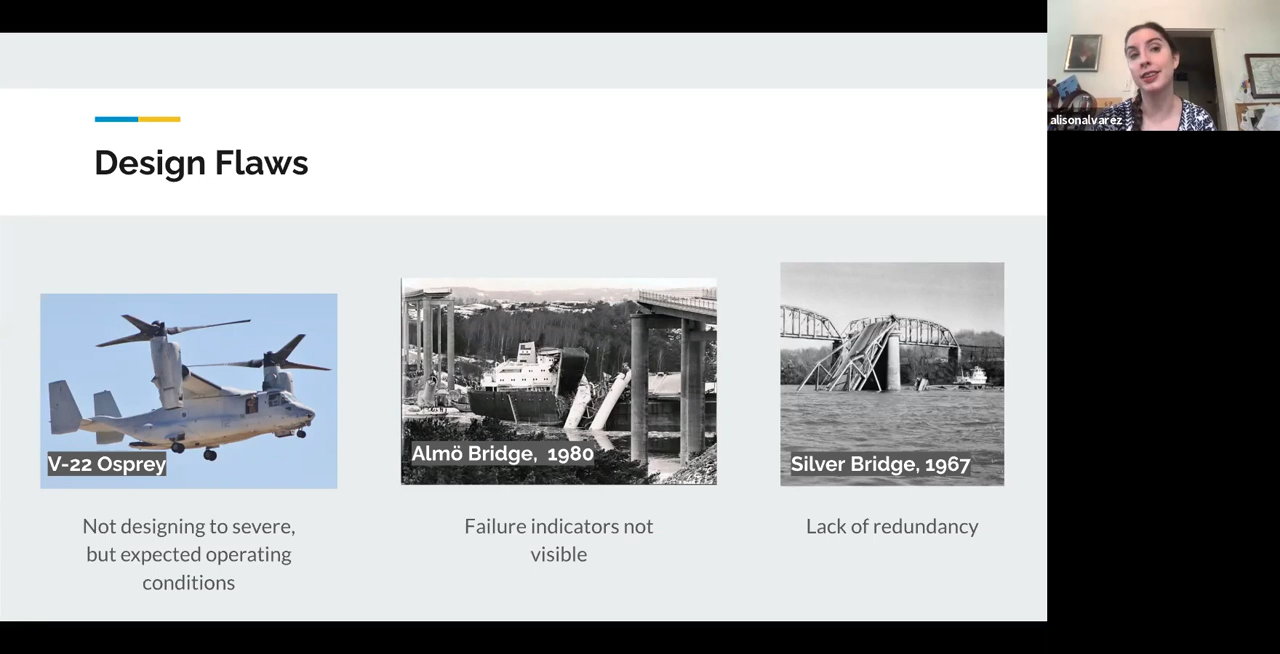 alisonalvarez
Design Flaws
V-22 Osprey
Almö Bridge, 1980
Silver Bridge, 1967
Not designing to severe,
but expected operating
conditions
Failure indicators not
visible
Lack of redundancy